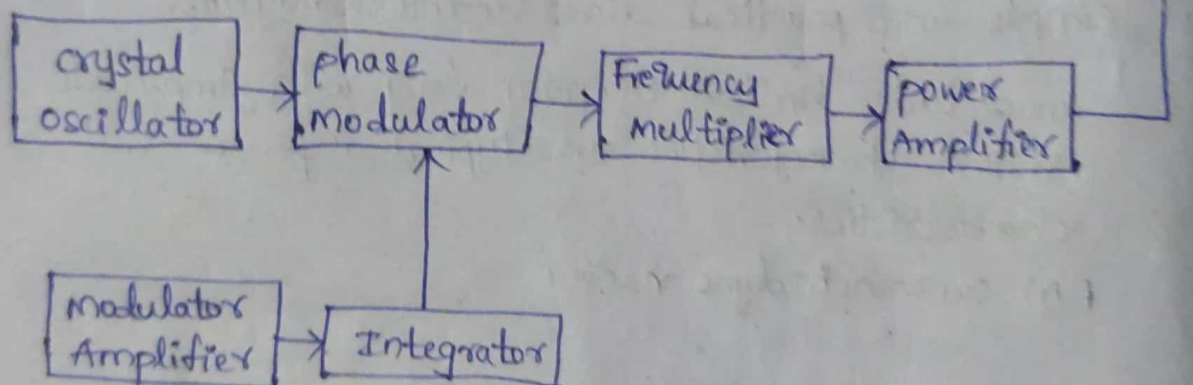 crystal
oscillator
phase
Modulator
Frequency
Multiplier
power
Amplifier
Modulator
Amplifier
Integrator